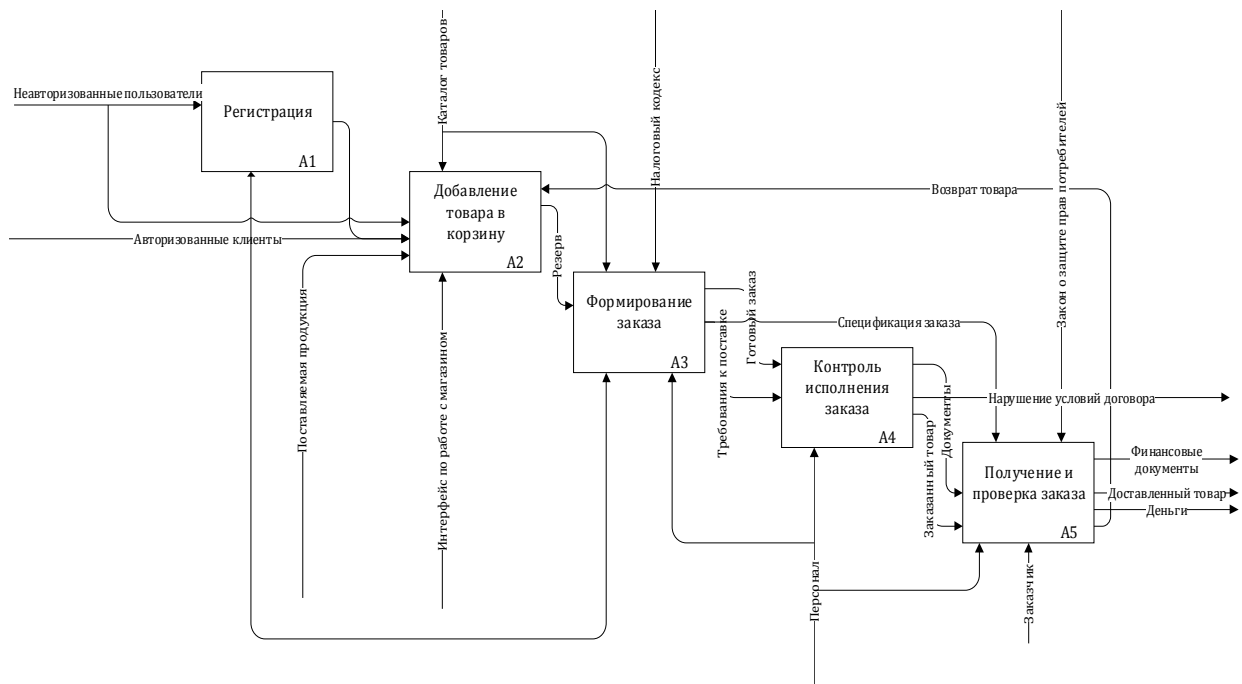 Каталог товаров
Налоговый кодекс
Закон о защите прав потребителей
Неавторизованные пользователи
Регистрация
A1
Добавление
товара в
корзину
A2
Возврат товара
Авторизованные клиенты
Резерв
Поставляемая продукция
Интерфейс по работе с магазином
Формирование
заказа
A3
Готовый заказ
Требования к поставке
Спецификация заказа
Контроль
исполнения
заказа
A4
Документы
Заказанный товар
Нарушение условий договора
Получение и
проверка заказа
A5
Финансовые
документы
Доставленный товар
Деньги
Персонал
Заказчик